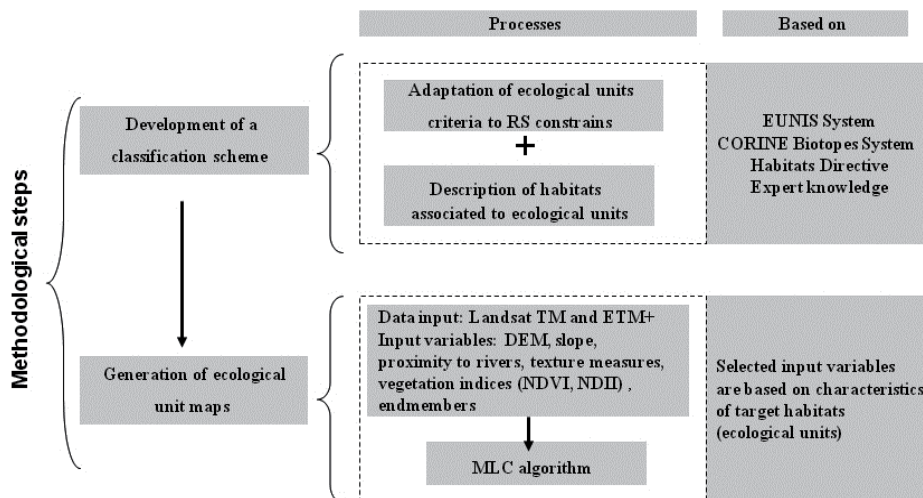 Processes
Based on
Methodological steps
Development of a
classification scheme
Adaptation of ecological units
criteria to RS constrains
+
Description of habitats
associated to ecological units
EUNIS System
CORINE Biotopes System
Habitats Directive
Expert knowledge
Generation of ecological
unit maps
Data input: Landsat TM and ETM+
Input variables: DEM, slope,
proximity to rivers, texture measures,
vegetation indices (NDVI, NDII) ,
endmembers
MLC algorithm
Selected input variables
are based on characteristics
of target habitats
(ecological units)